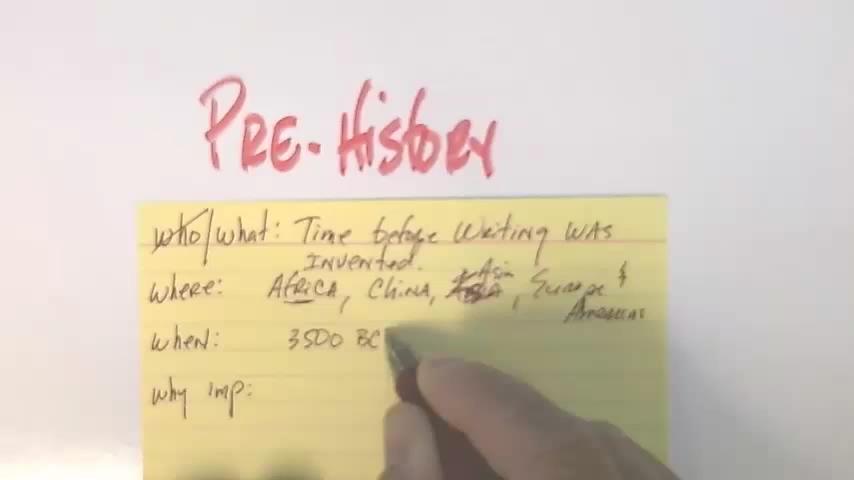 PRE-HISTORY
who/what: Time before Writing WAS
INVENTED.
where: AFRICA, CHINA, Asia, Europe &
Americas
when: 3500 BC
why imp: